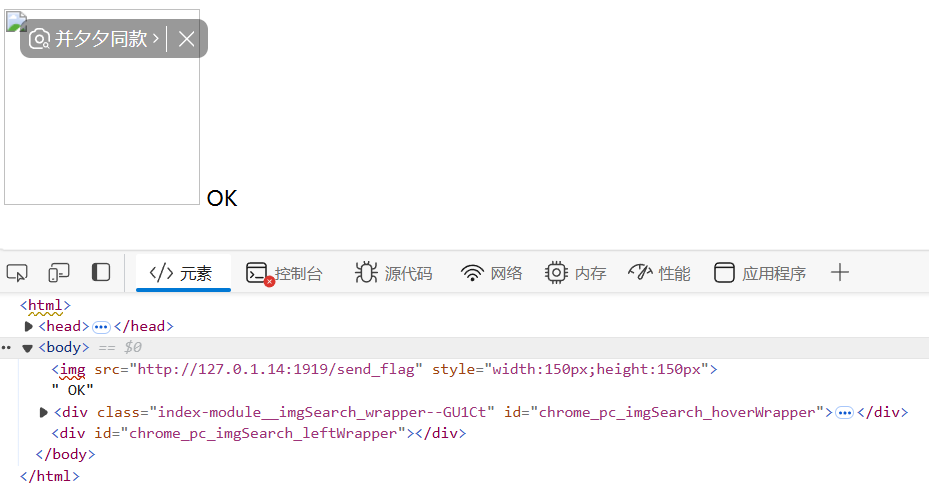 并夕夕同款
OK
元素 控制台 源代码 网络 内存 性能 应用程序
<html>
<head>•••</head>
<body> == $0
<img src="http://127.0.1.14:1919/send_flag" style="width:150px;height:150px">
" OK"
<div class="index-module__imgSearch_wrapper--GU1Ct" id="chrome_pc_imgSearch_hoverWrapper">•••</div>
<div id="chrome_pc_imgSearch_leftWrapper"></div>
</body>
</html>